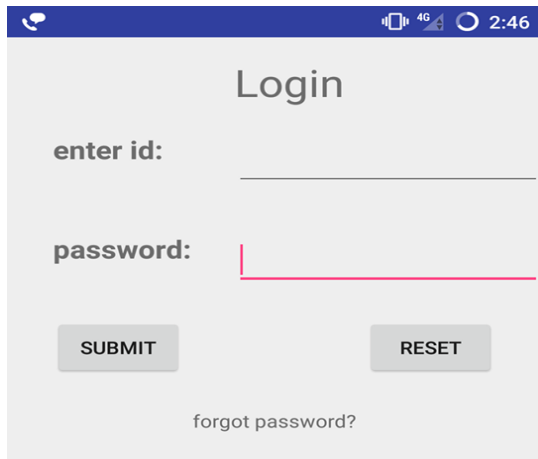 4G 2:46
Login
enter id:
password:
SUBMIT RESET
forgot password?